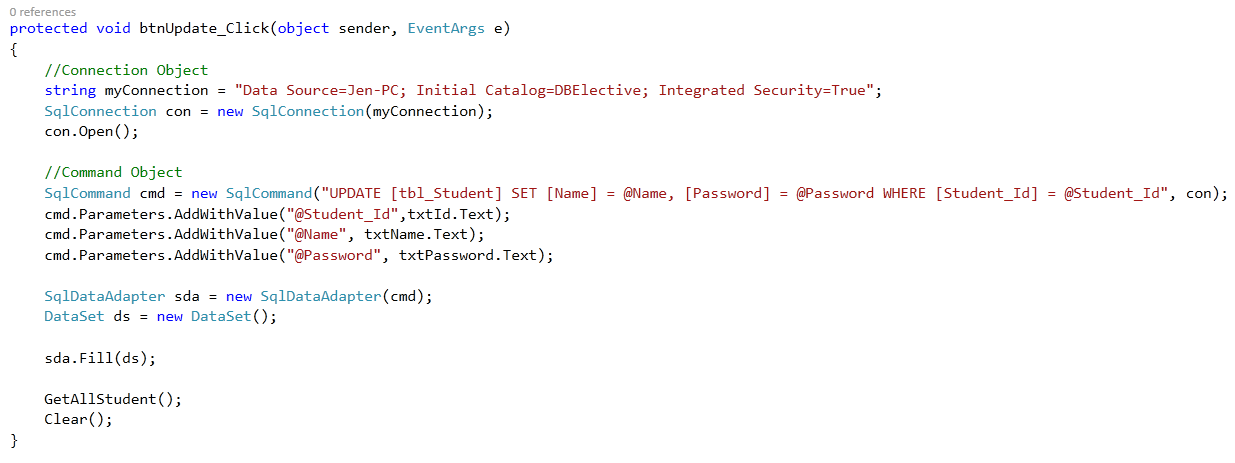 0 references
protected void btnUpdate_Click(object sender, EventArgs e)
{
    //Connection Object
    string myConnection = "Data Source=Jen-PC; Initial Catalog=DBElective; Integrated Security=True";
    SqlConnection con = new SqlConnection(myConnection);
    con.Open();

    //Command Object
    SqlCommand cmd = new SqlCommand("UPDATE [tbl_Student] SET [Name] = @Name, [Password] = @Password WHERE [Student_Id] = @Student_Id", con);
    cmd.Parameters.AddWithValue("@Student_Id",txtId.Text);
    cmd.Parameters.AddWithValue("@Name", txtName.Text);
    cmd.Parameters.AddWithValue("@Password", txtPassword.Text);

    SqlDataAdapter sda = new SqlDataAdapter(cmd);
    DataSet ds = new DataSet();

    sda.Fill(ds);

    GetAllStudent();
    Clear();
}